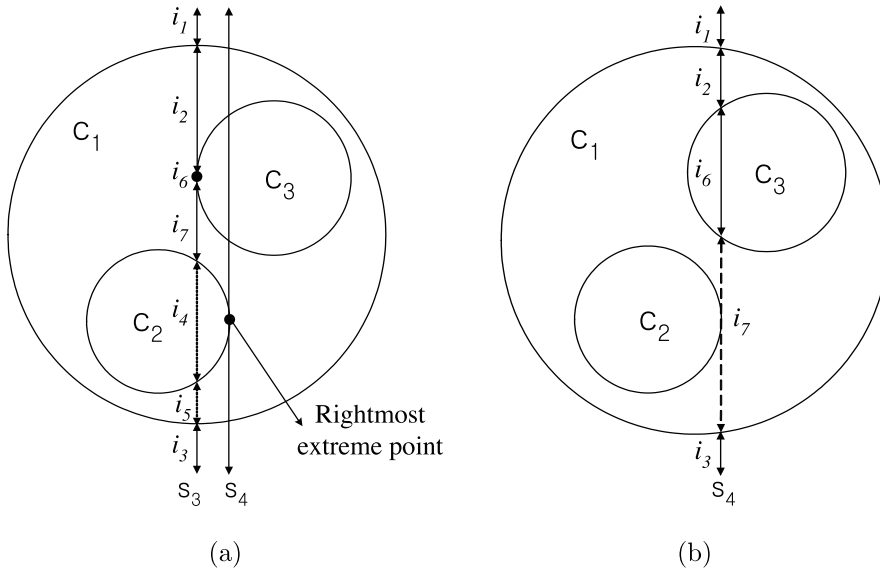 i1
i2
C1
i6
C3
i7
i4
C2
i5
Rightmost
extreme point
i3
S3
S4
(a)
i1
i2
C1
i6
C3
i7
C2
i3
S4
(b)